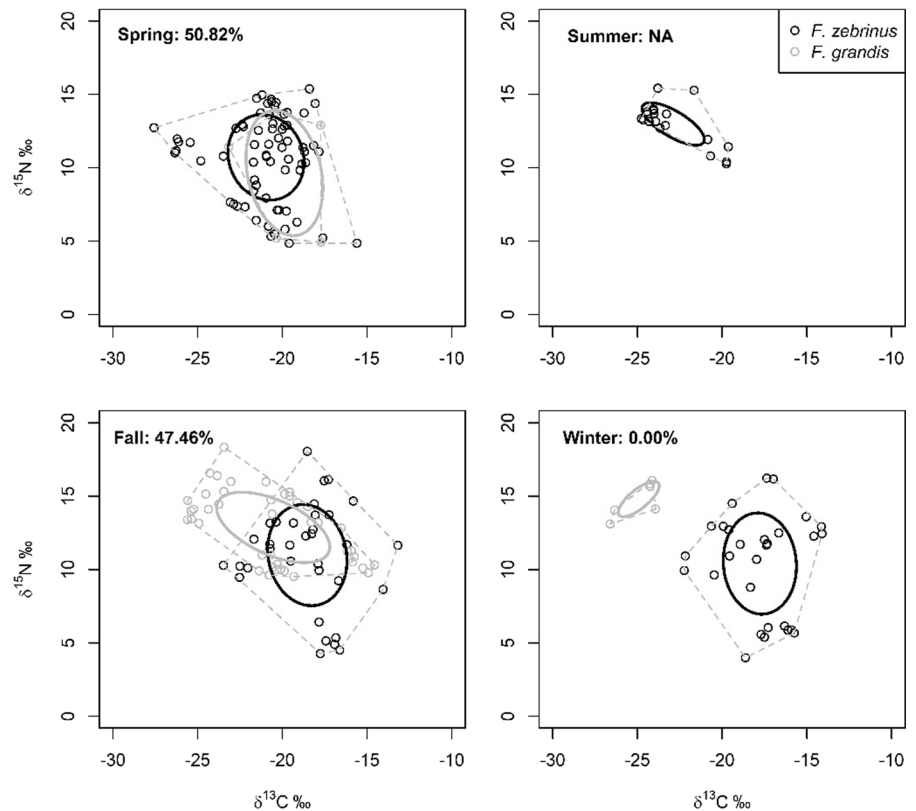 Spring: 50.82%
Summer: NA
F. zebrinus
F. grandis
20
15
10
5
0
δ15N ‰
-30 -25 -20 -15 -10
20
15
10
5
0
-30 -25 -20 -15 -10
Fall: 47.46%
Winter: 0.00%
20
15
10
5
0
δ15N ‰
-30 -25 -20 -15 -10
δ13C ‰
20
15
10
5
0
-30 -25 -20 -15 -10
δ13C ‰